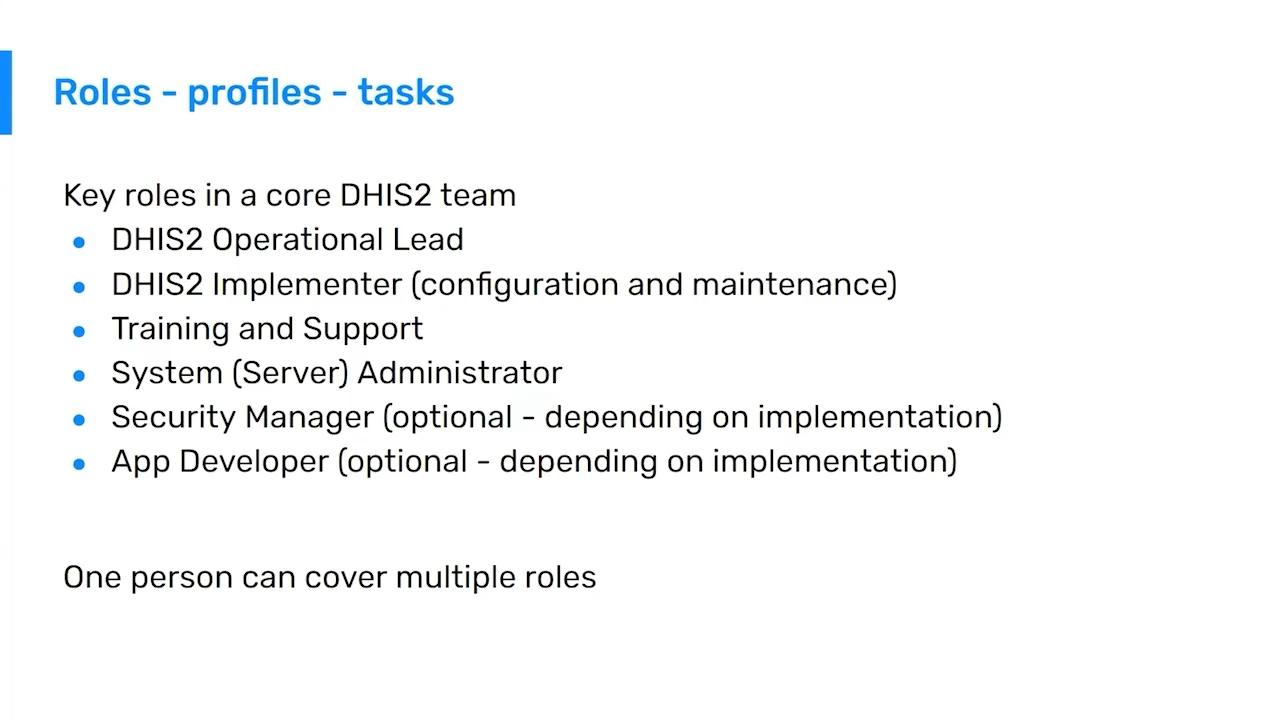 Roles - profiles - tasks
Key roles in a core DHIS2 team
● DHIS2 Operational Lead
● DHIS2 Implementer (configuration and maintenance)
● Training and Support
● System (Server) Administrator
● Security Manager (optional - depending on implementation)
● App Developer (optional - depending on implementation)
One person can cover multiple roles